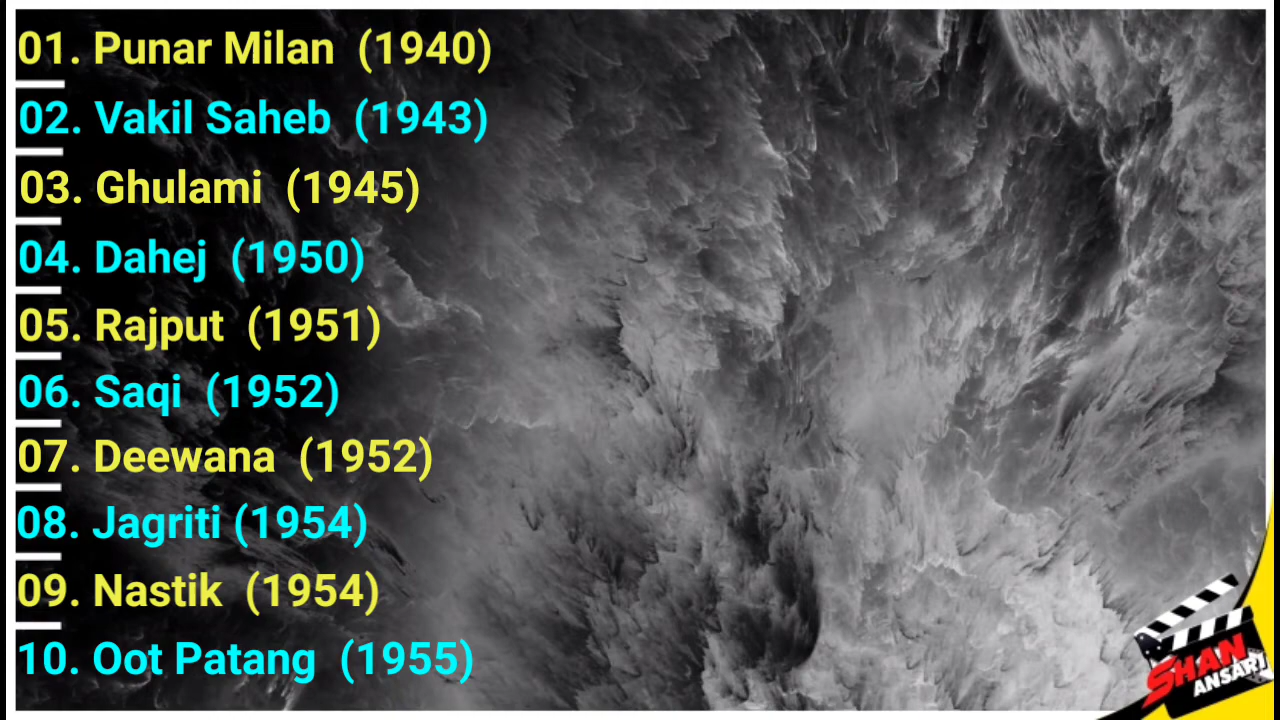 01. Punar Milan (1940)
02. Vakil Saheb (1943)
03. Ghulami (1945)
04. Dahej (1950)
05. Rajput (1951)
06. Saqi (1952)
07. Deewana (1952)
08. Jagriti (1954)
09. Nastik (1954)
10. Oot Patang (1955)
SHAN
ANSARI